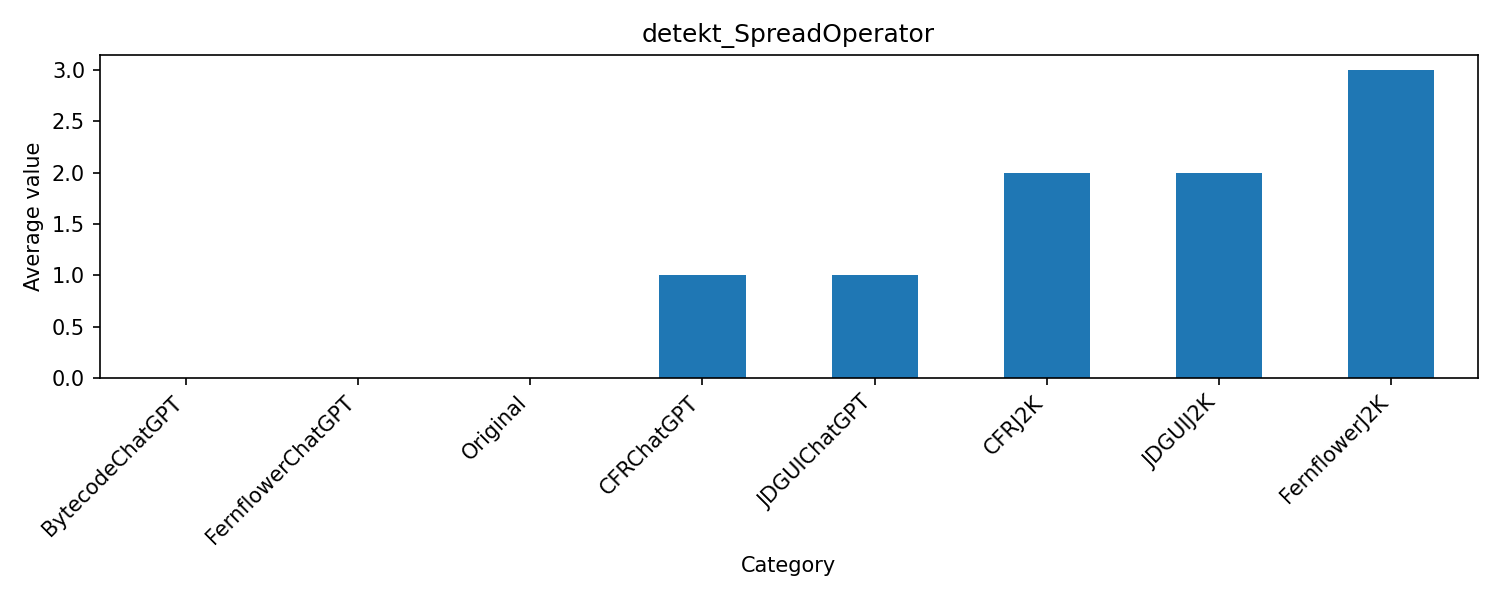 detekt_SpreadOperator
Average value
3.0
2.5
2.0
1.5
1.0
0.5
0.0
BytecodeChatGPT
FernflowerChatGPT
Original
CFRChatGPT
JDGUIChatGPT
CFRJ2K
JDGUIJ2K
FernflowerJ2K
Category